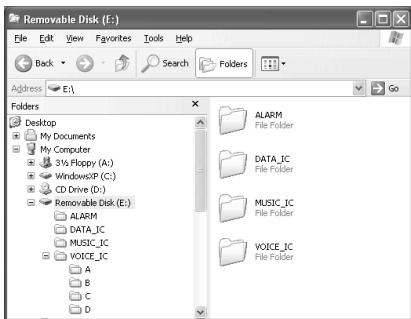 Removable Disk (E:)
File Edit View Favorites Tools Help
Back Search Folders
Address E:\ Go
Folders
Desktop
My Documents
My Computer
3½ Floppy (A:)
WindowsXP (C:)
CD Drive (D:)
Removable Disk (E:)
ALARM
DATA_IC
MUSIC_IC
VOICE_IC
A
B
C
D
ALARM
File Folder
DATA_IC
File Folder
MUSIC_IC
File Folder
VOICE_IC
File Folder